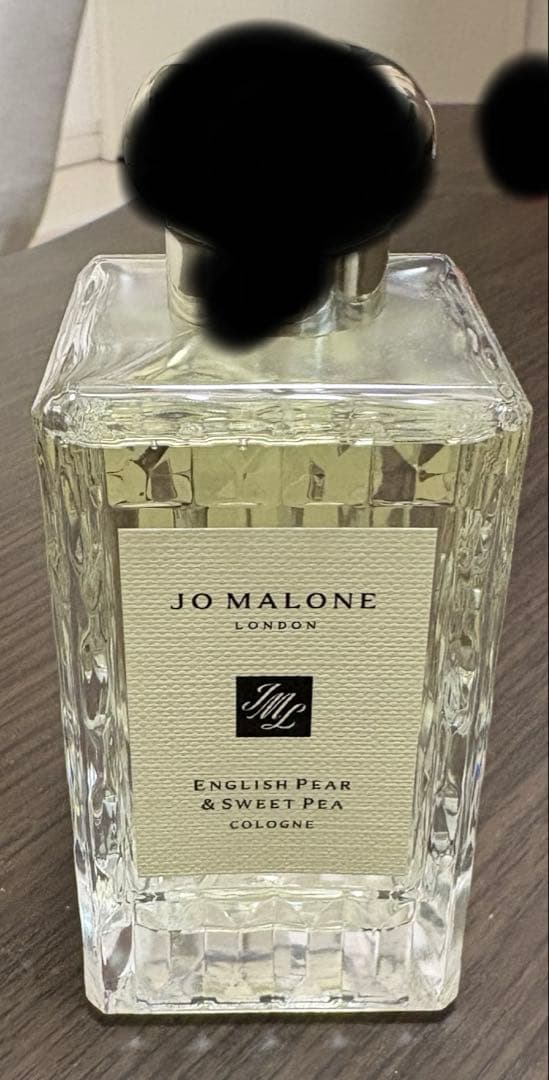 JO MALONE
LONDON
JML
ENGLISH PEAR
& SWEET PEA
COLOGNE